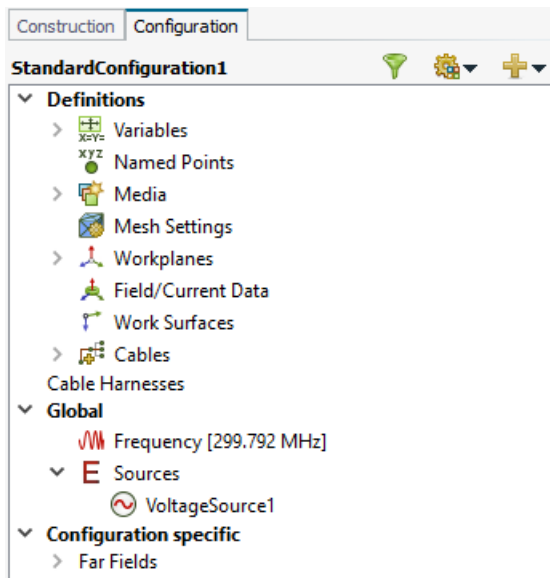 Construction Configuration
StandardConfiguration1
Definitions
X=Y= Variables
xyz Named Points
Media
Mesh Settings
Workplanes
Field/Current Data
Work Surfaces
Cables
Cable Harnesses
Global
Frequency [299.792 MHz]
E Sources
VoltageSource1
Configuration specific
Far Fields